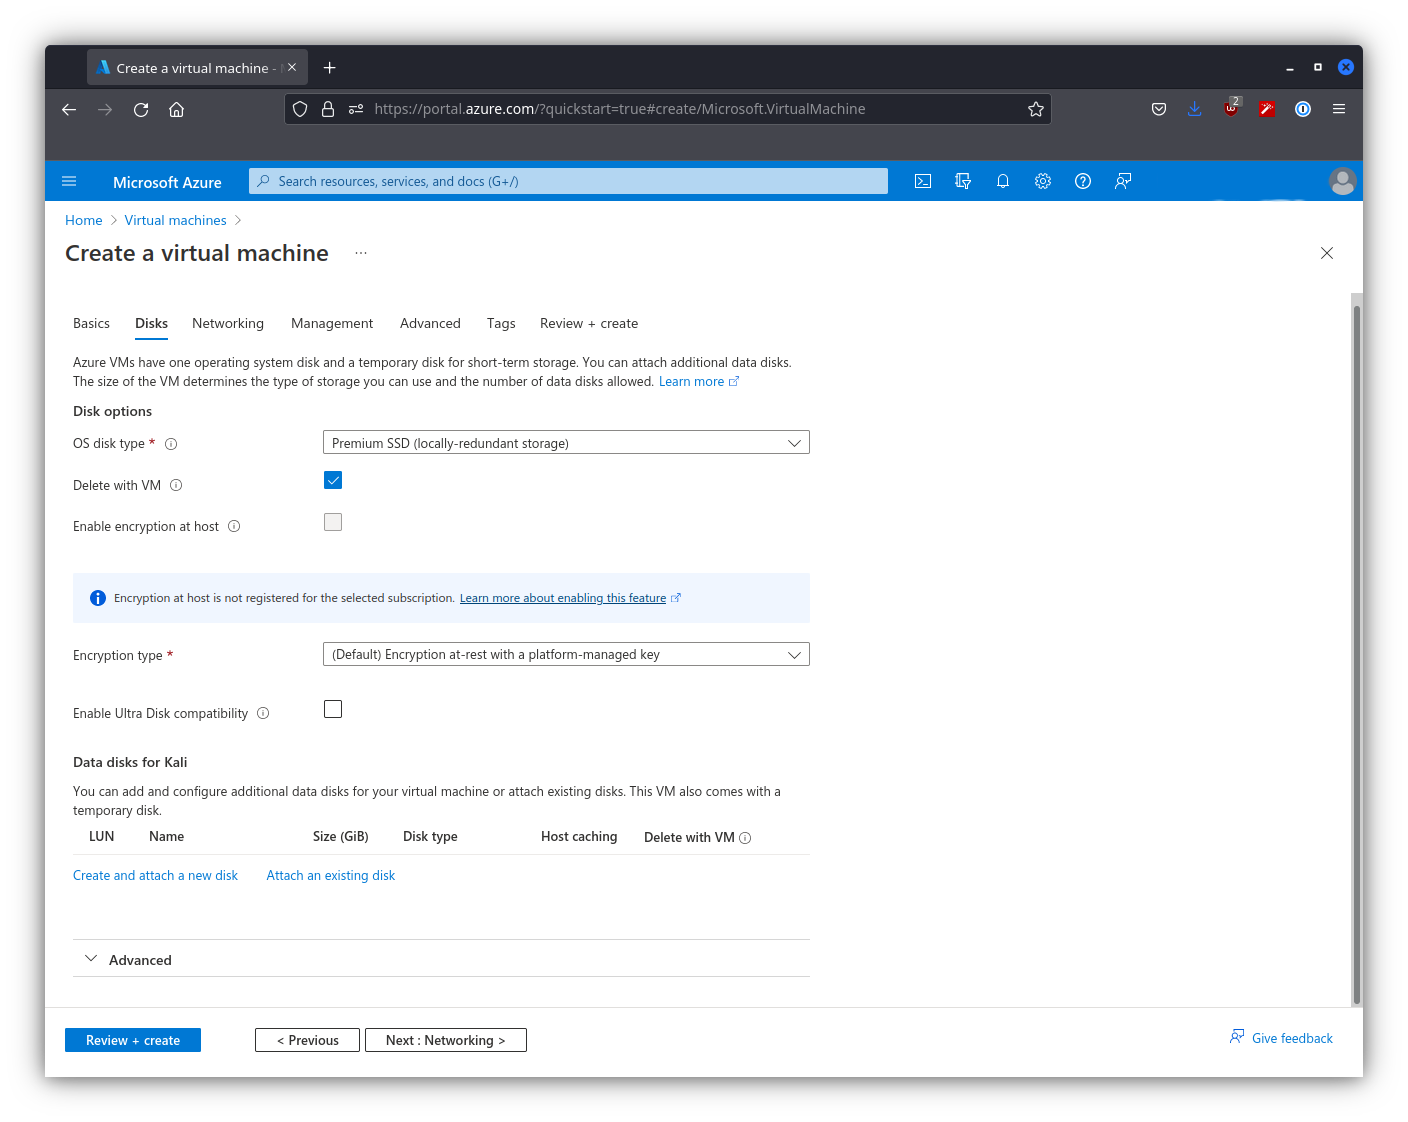 Create a virtual machine -
https://portal.azure.com/?quickstart=true#create/Microsoft.VirtualMachine
2
Microsoft Azure
Search resources, services, and docs (G+/)
Home > Virtual machines >
Create a virtual machine ...
Basics Disks Networking Management Advanced Tags Review + create
Azure VMs have one operating system disk and a temporary disk for short-term storage. You can attach additional data disks.
The size of the VM determines the type of storage you can use and the number of data disks allowed. Learn more
Disk options
OS disk type * Premium SSD (locally-redundant storage)
Delete with VM
Enable encryption at host
Encryption at host is not registered for the selected subscription. Learn more about enabling this feature
Encryption type * (Default) Encryption at-rest with a platform-managed key
Enable Ultra Disk compatibility
Data disks for Kali
You can add and configure additional data disks for your virtual machine or attach existing disks. This VM also comes with a
temporary disk.
LUN Name Size (GiB) Disk type Host caching Delete with VM
Create and attach a new disk Attach an existing disk
Advanced
Review + create < Previous Next : Networking > Give feedback